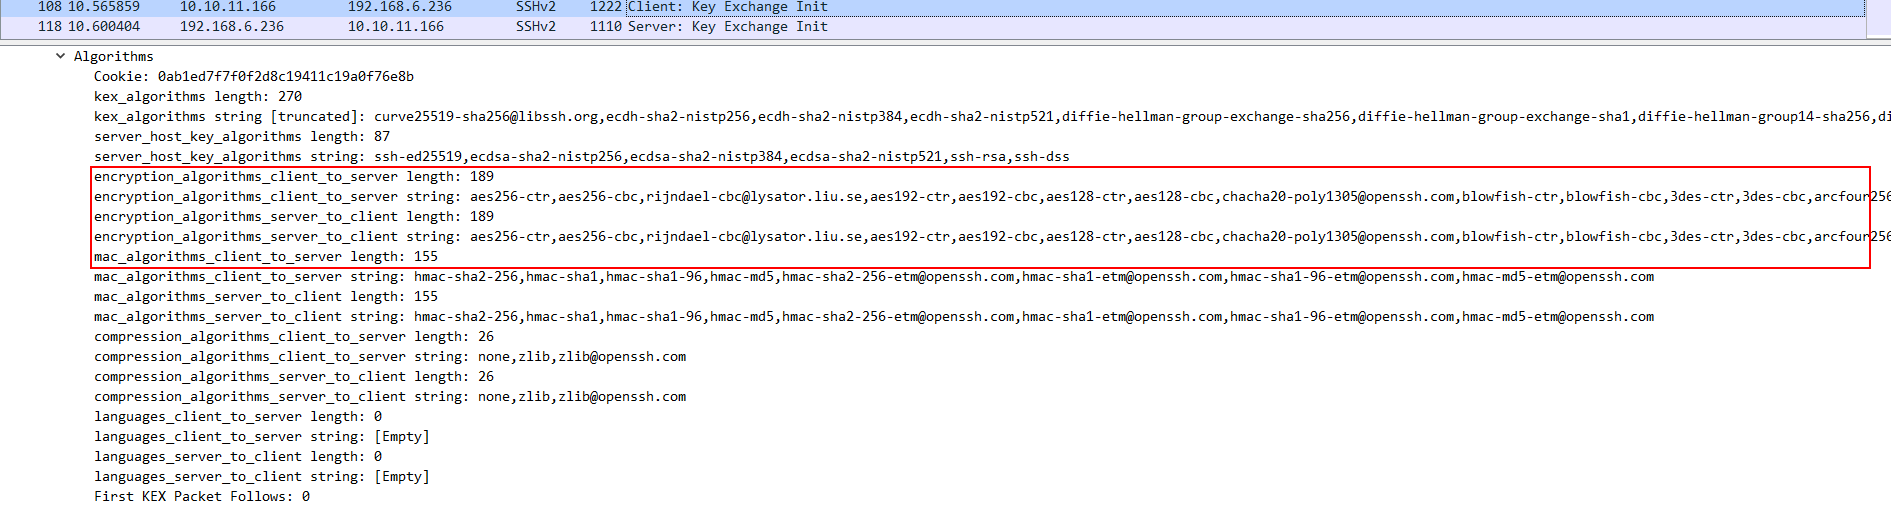 108 10.565859 10.10.11.166 192.168.6.236 SSHv2 1222 Client: Key Exchange Init
118 10.600404 192.168.6.236 10.10.11.166 SSHv2 1110 Server: Key Exchange Init
Algorithms
Cookie: 0ab1ed7f7f0f2d8c19411c19a0f76e8b
kex_algorithms length: 270
kex_algorithms string [truncated]: curve25519-sha256@libssh.org,ecdh-sha2-nistp256,ecdh-sha2-nistp384,ecdh-sha2-nistp521,diffie-hellman-group-exchange-sha256,diffie-hellman-group-exchange-sha1,diffie-hellman-group14-sha256,di
server_host_key_algorithms length: 87
server_host_key_algorithms string: ssh-ed25519,ecdsa-sha2-nistp256,ecdsa-sha2-nistp384,ecdsa-sha2-nistp521,ssh-rsa,ssh-dss
encryption_algorithms_client_to_server length: 189
encryption_algorithms_client_to_server string: aes256-ctr,aes256-cbc,rijndael-cbc@lysator.liu.se,aes192-ctr,aes192-cbc,aes128-ctr,aes128-cbc,chacha20-poly1305@openssh.com,blowfish-ctr,blowfish-cbc,3des-ctr,3des-cbc,arcfour256
encryption_algorithms_server_to_client length: 189
encryption_algorithms_server_to_client string: aes256-ctr,aes256-cbc,rijndael-cbc@lysator.liu.se,aes192-ctr,aes192-cbc,aes128-ctr,aes128-cbc,chacha20-poly1305@openssh.com,blowfish-ctr,blowfish-cbc,3des-ctr,3des-cbc,arcfour256
mac_algorithms_client_to_server length: 155
mac_algorithms_client_to_server string: hmac-sha2-256,hmac-sha1,hmac-sha1-96,hmac-md5,hmac-sha2-256-etm@openssh.com,hmac-sha1-etm@openssh.com,hmac-sha1-96-etm@openssh.com,hmac-md5-etm@openssh.com
mac_algorithms_server_to_client length: 155
mac_algorithms_server_to_client string: hmac-sha2-256,hmac-sha1,hmac-sha1-96,hmac-md5,hmac-sha2-256-etm@openssh.com,hmac-sha1-etm@openssh.com,hmac-sha1-96-etm@openssh.com,hmac-md5-etm@openssh.com
compression_algorithms_client_to_server length: 26
compression_algorithms_client_to_server string: none,zlib,zlib@openssh.com
compression_algorithms_server_to_client length: 26
compression_algorithms_server_to_client string: none,zlib,zlib@openssh.com
languages_client_to_server length: 0
languages_client_to_server string: [Empty]
languages_server_to_client length: 0
languages_server_to_client string: [Empty]
First KEX Packet Follows: 0